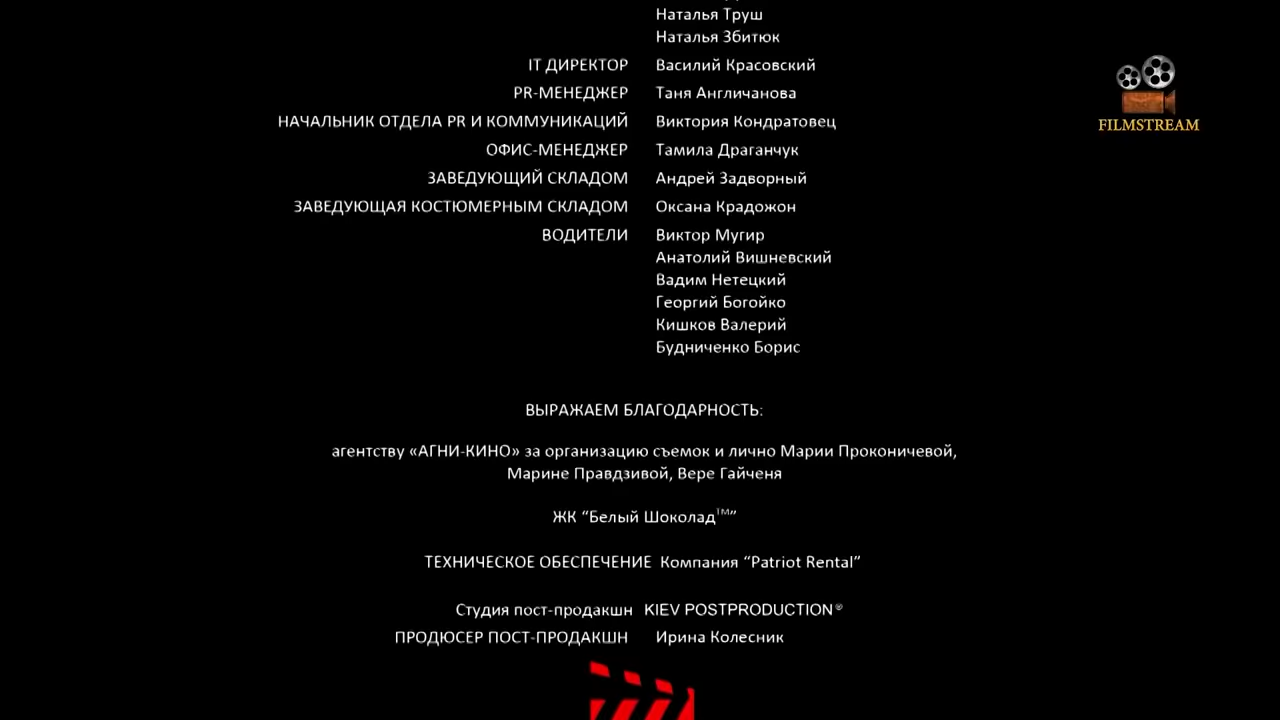 Наталья Труш
Наталья Збитюк
IT ДИРЕКТОР Василий Красовский
PR-МЕНЕДЖЕР Таня Англичанова
НАЧАЛЬНИК ОТДЕЛА PR И КОММУНИКАЦИЙ Виктория Кондратовец
ОФИС-МЕНЕДЖЕР Тамила Драганчук
ЗАВЕДУЮЩИЙ СКЛАДОМ Андрей Задворный
ЗАВЕДУЮЩАЯ КОСТЮМЕРНЫМ СКЛАДОМ Оксана Крадожон
ВОДИТЕЛИ Виктор Мугир
Анатолий Вишневский
Вадим Нетецкий
Георгий Богойко
Кишков Валерий
Будниченко Борис
FILMSTREAM
ВЫРАЖАЕМ БЛАГОДАРНОСТЬ:
агентству «АГНИ-КИНО» за организацию съемок и лично Марии Проконичевой,
Марине Правдзивой, Вере Гайченя
ЖК “Белый Шоколад™”
ТЕХНИЧЕСКОЕ ОБЕСПЕЧЕНИЕ Компания “Patriot Rental”
Студия пост-продакшн KIEV POSTPRODUCTION®
ПРОДЮСЕР ПОСТ-ПРОДАКШН Ирина Колесник